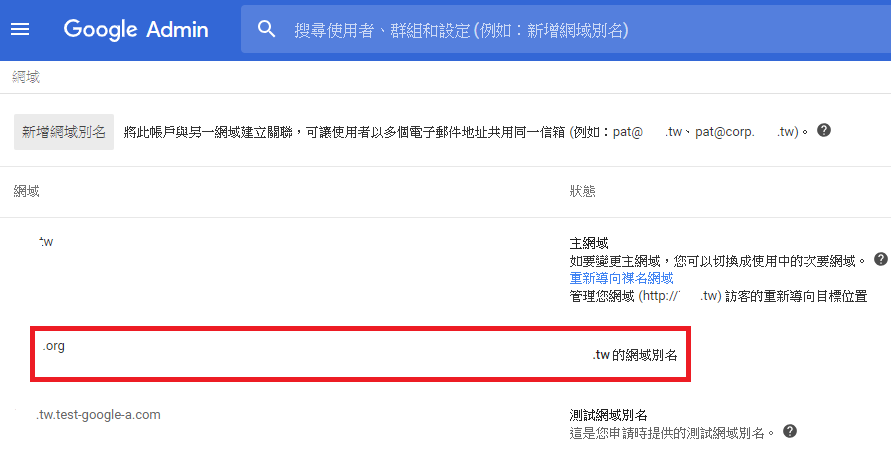 Google Admin
搜尋使用者、群組和設定 (例如：新增網域別名)
網域
新增網域別名 將此帳戶與另一網域建立關聯，可讓使用者以多個電子郵件地址共用同一信箱 (例如：pat@ .tw、pat@corp. .tw)。
網域 狀態
.tw 主網域
如要變更主網域，您可以切換成使用中的次要網域。
重新導向裸名網域
管理您網域 (http:// .tw) 訪客的重新導向目標位置
.org .tw 的網域別名
.tw.test-google-a.com 測試網域別名
這是您申請時提供的測試網域別名。